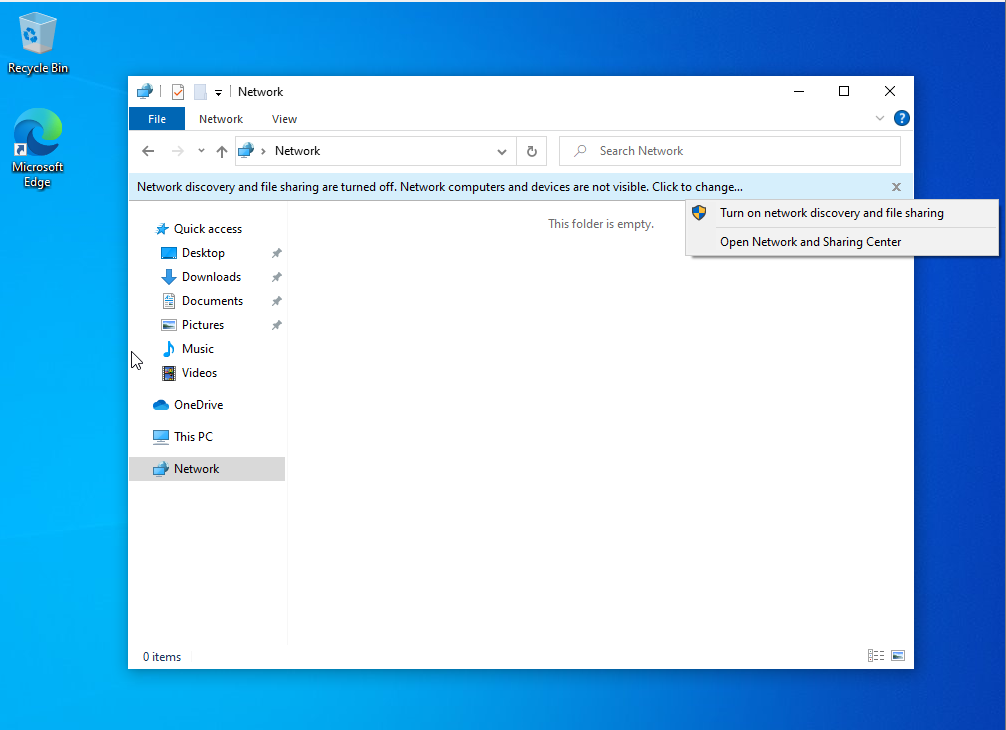 Recycle Bin
Microsoft
Edge
Network
File
Network
View
?
Network
Search Network
Network discovery and file sharing are turned off. Network computers and devices are not visible. Click to change...
Turn on network discovery and file sharing
Open Network and Sharing Center
This folder is empty.
Quick access
Desktop
Downloads
Documents
Pictures
Music
Videos
OneDrive
This PC
Network
0 items